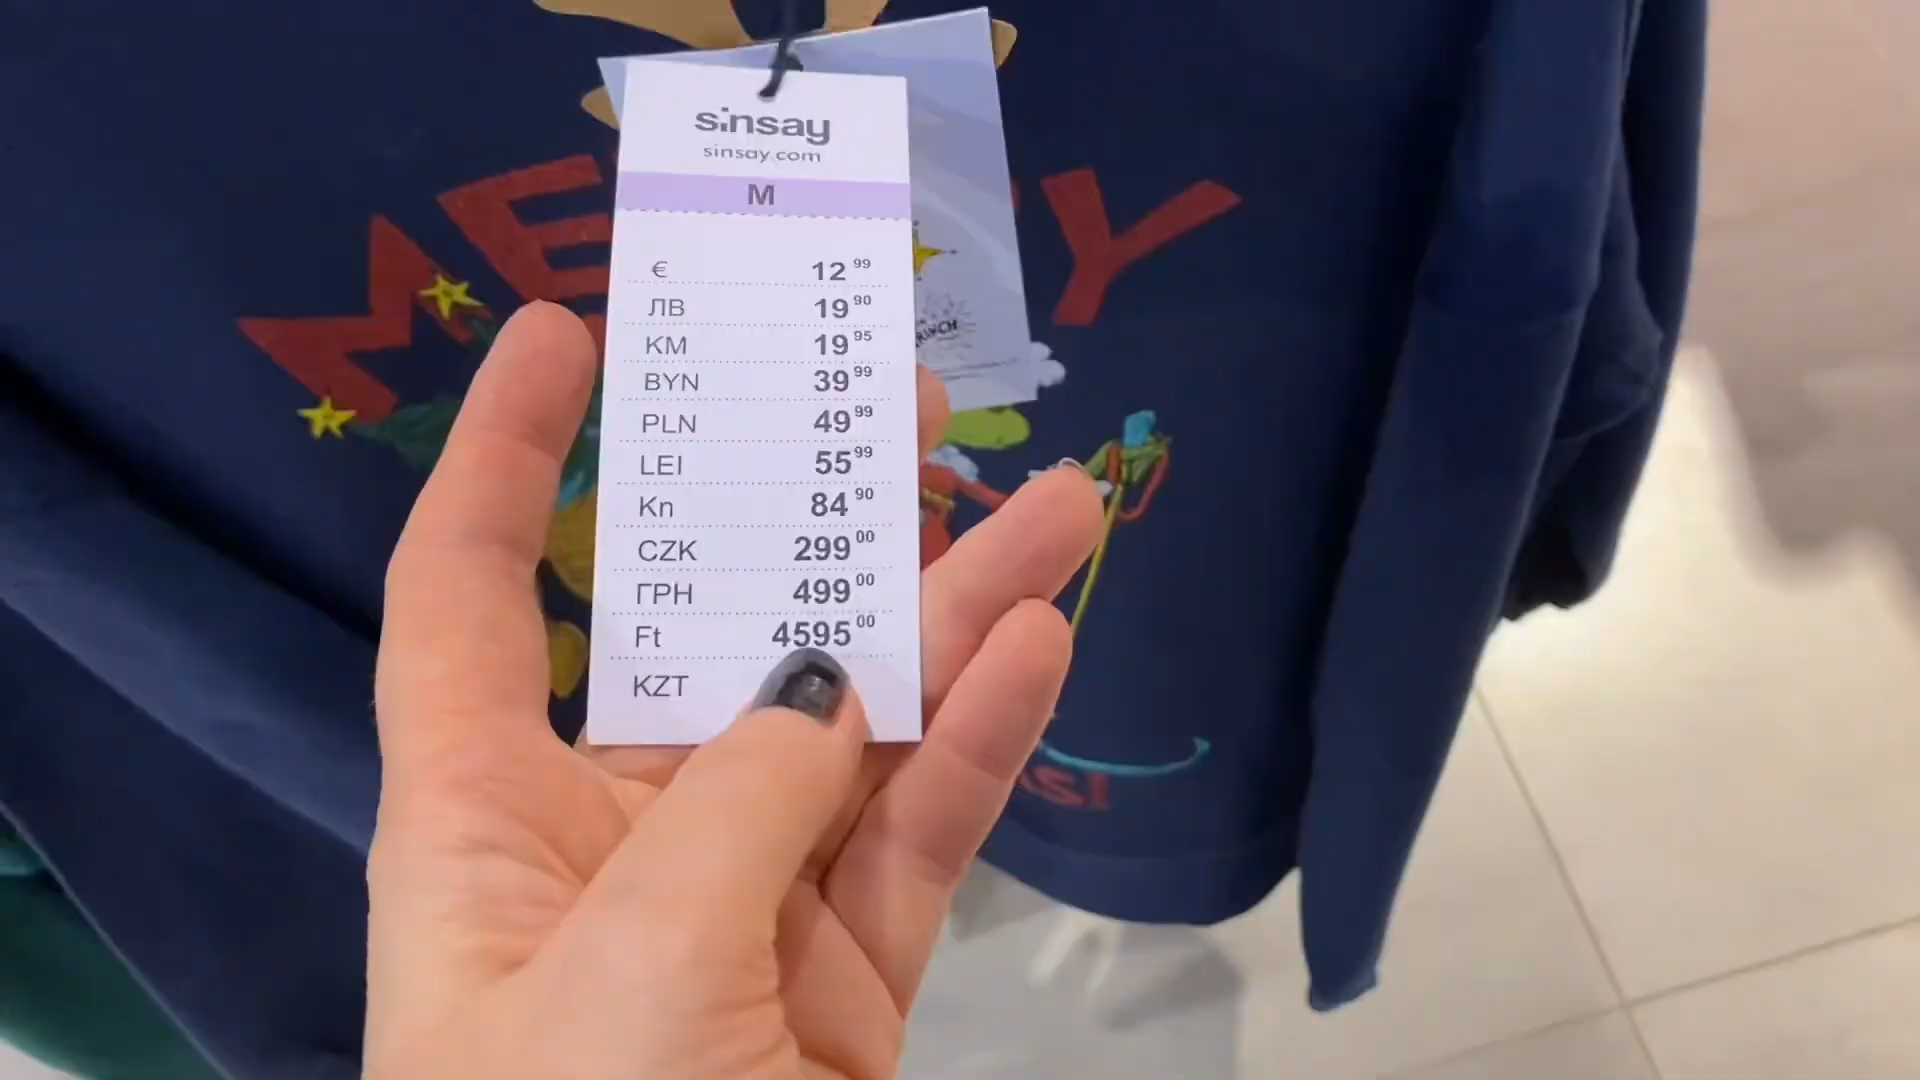 sinsay
sinsay.com
M
€ 12 99
ЛВ 19 90
KM 19 95
BYN 39 99
PLN 49 99
LEI 55 99
Kn 84 90
CZK 299 00
ГРН 499 00
Ft 4595 00
KZT